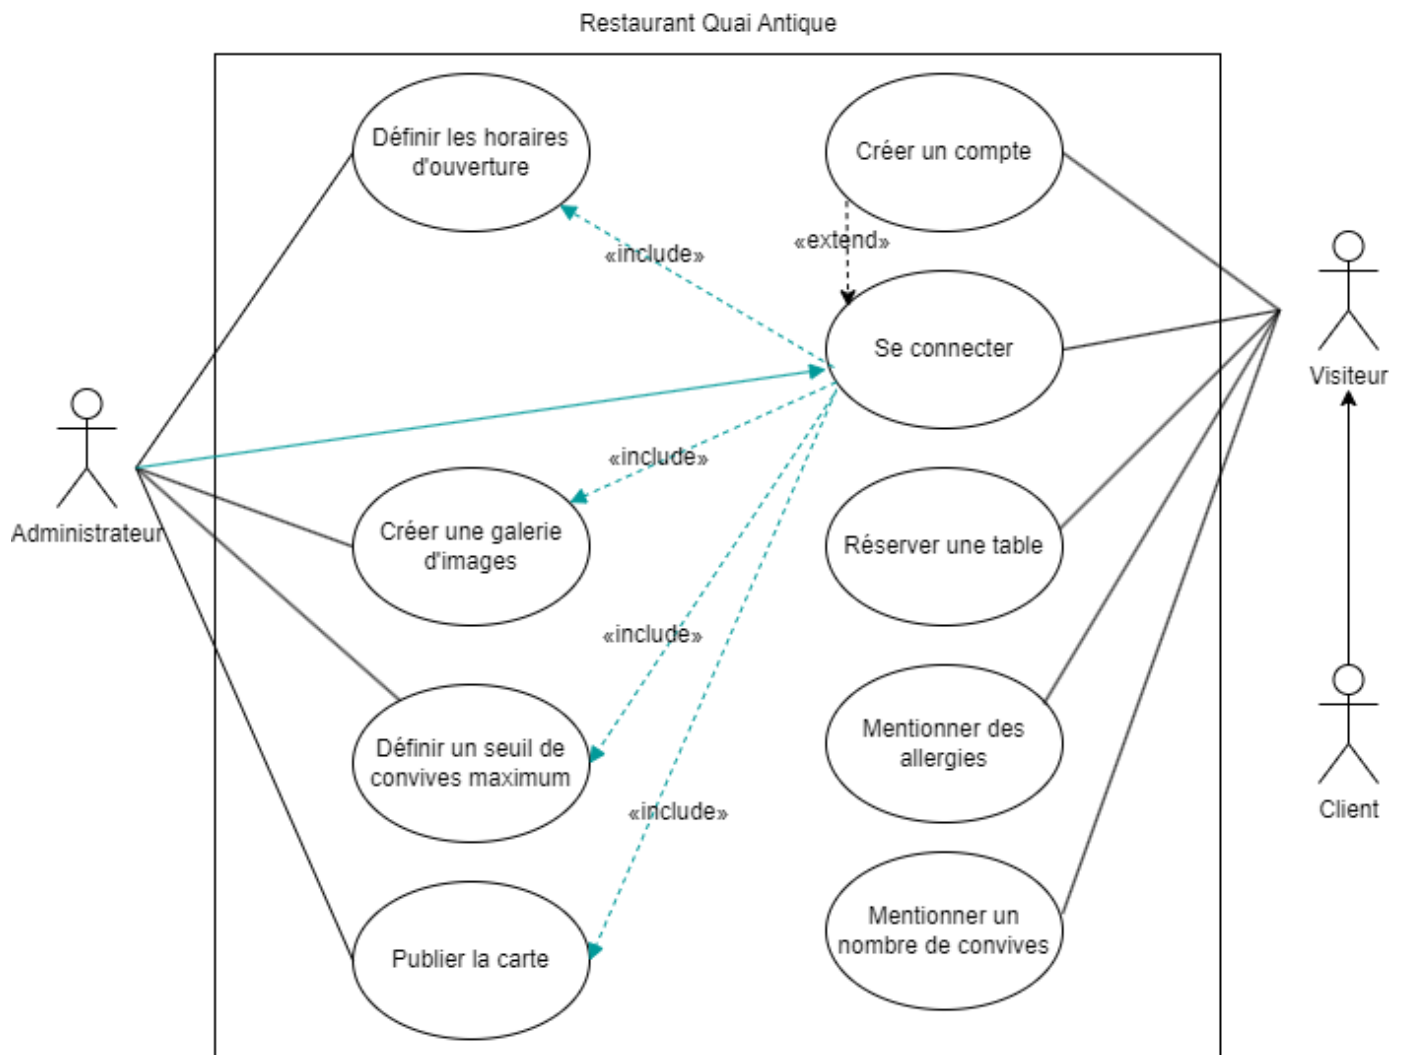 Restaurant Quai Antique
Définir les horaires
d'ouverture
Créer un compte
«include»
«extend»
Se connecter
Visiteur
Administrateur
«include»
Créer une galerie
d'images
Réserver une table
«include»
Définir un seuil de
convives maximum
Mentionner des
allergies
«include»
Client
Publier la carte
Mentionner un
nombre de convives